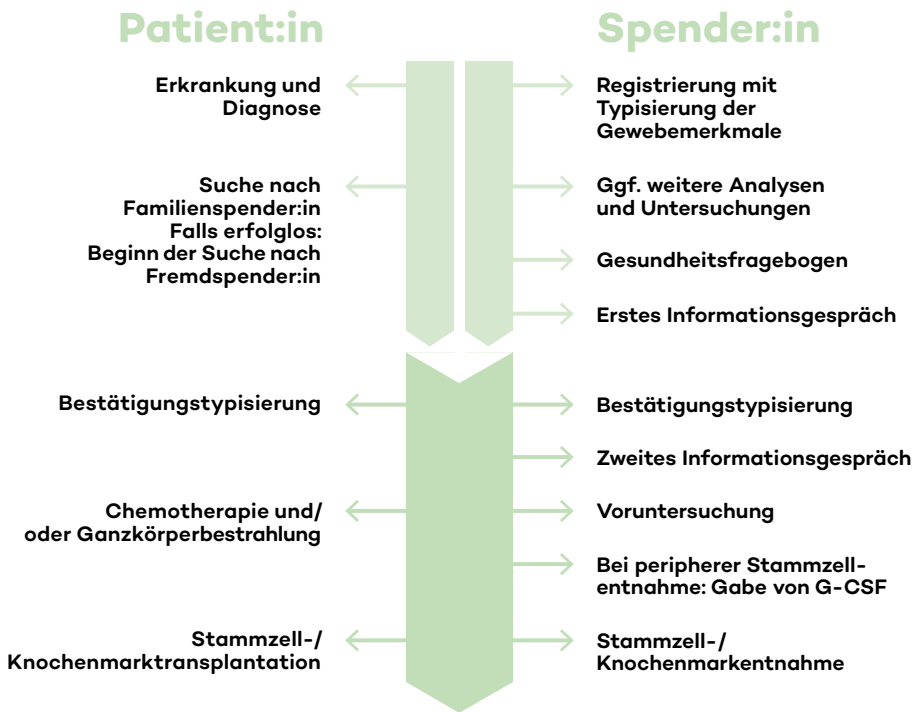 Patient:in
Erkrankung und
Diagnose
Suche nach
Familienspender:in
Falls erfolglos:
Beginn der Suche nach
Fremdspender:in
Bestätigungstypisierung
Chemotherapie und/
oder Ganzkörperbestrahlung
Stammzell-/
Knochenmarktransplantation
Spender:in
Registrierung mit
Typisierung der
Gewebemerkmale
Ggf. weitere Analysen
und Untersuchungen
Gesundheitsfragebogen
Erstes Informationsgespräch
Bestätigungstypisierung
Zweites Informationsgespräch
Voruntersuchung
Bei peripherer Stammzell-
entnahme: Gabe von G-CSF
Stammzell-/
Knochenmarkentnahme